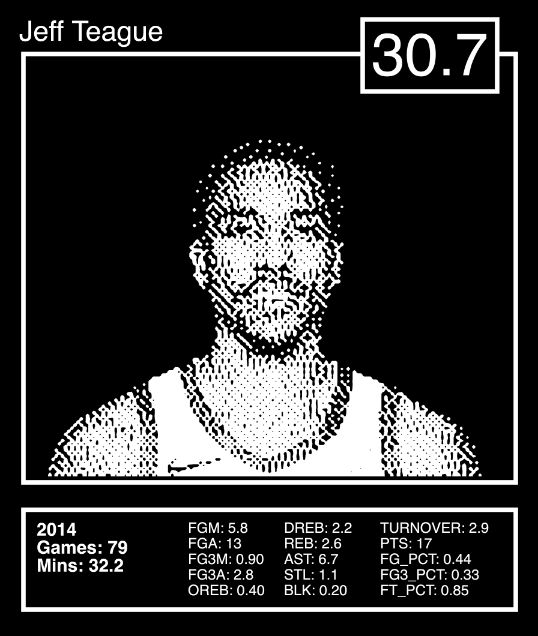 Jeff Teague
30.7
2014
Games: 79
Mins: 32.2
FGM: 5.8
FGA: 13
FG3M: 0.90
FG3A: 2.8
OREB: 0.40
DREB: 2.2
REB: 2.6
AST: 6.7
STL: 1.1
BLK: 0.20
TURNOVER: 2.9
PTS: 17
FG_PCT: 0.44
FG3_PCT: 0.33
FT_PCT: 0.85